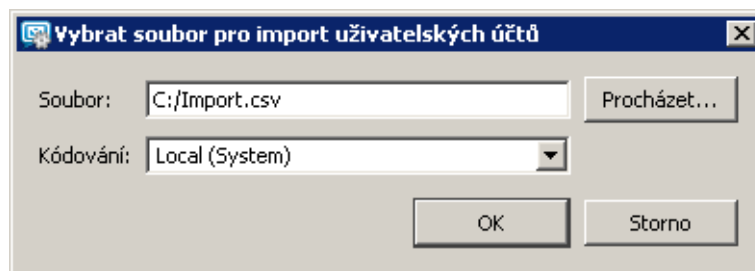 Vybrat soubor pro import uživatelských účtů
Soubor: C:/Import.csv Procházet...
Kódování: Local (System)
OK Storno